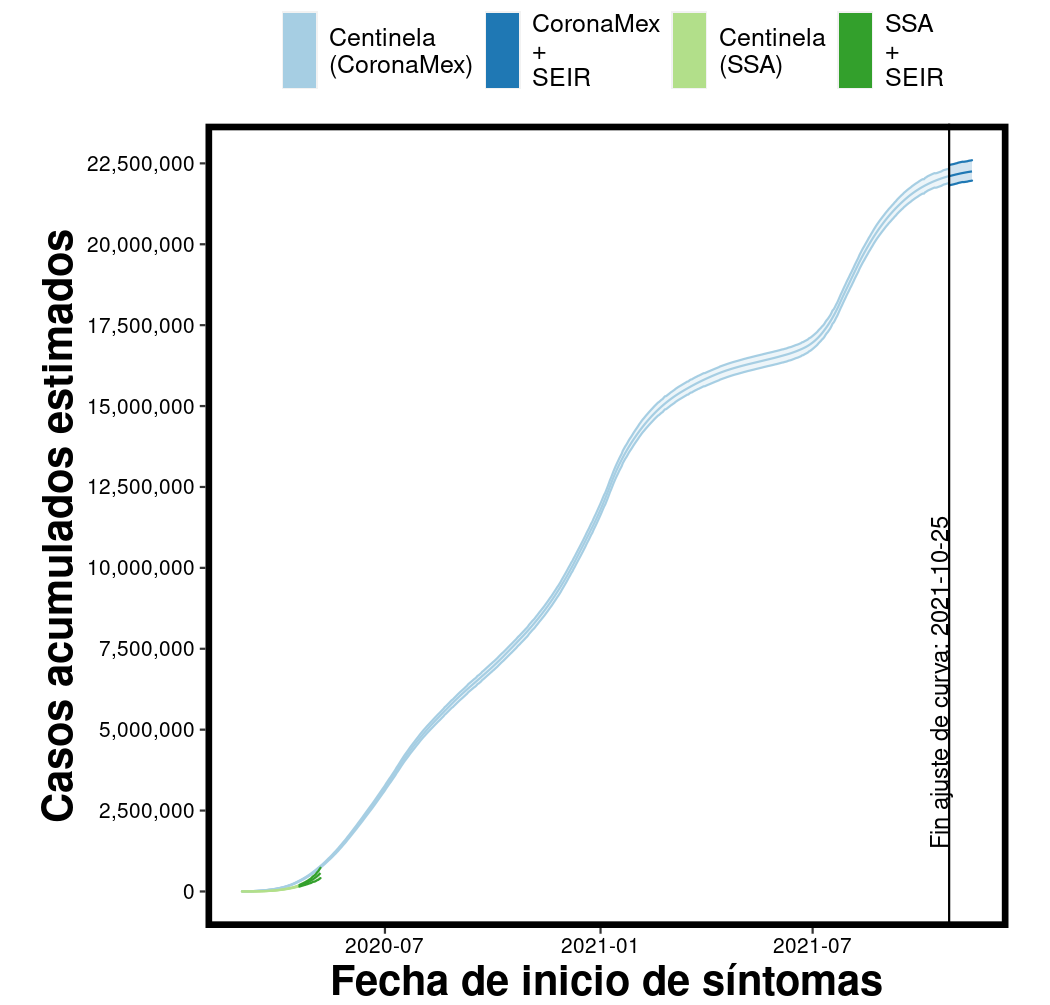 Centinela
(CoronaMex)
CoronaMex
+
SEIR
Centinela
(SSA)
SSA
+
SEIR
Casos acumulados estimados
22,500,000
20,000,000
17,500,000
15,000,000
12,500,000
10,000,000
7,500,000
5,000,000
2,500,000
0
Fin ajuste de curva: 2021-10-25
2020-07
2021-01
2021-07
Fecha de inicio de síntomas